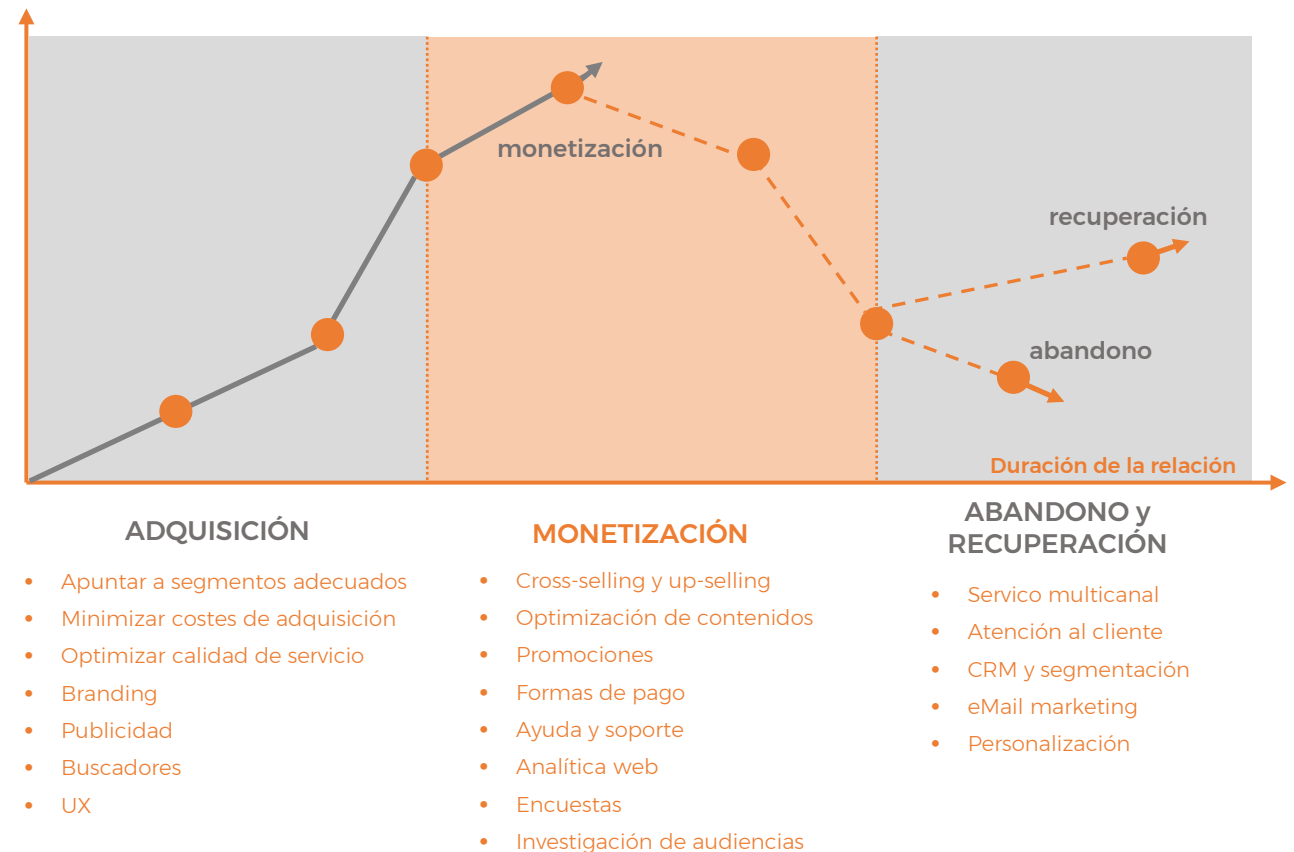 monetización
recuperación
abandono
Duración de la relación
ADQUISICIÓN
• Apuntar a segmentos adecuados
• Minimizar costes de adquisición
• Optimizar calidad de servicio
• Branding
• Publicidad
• Buscadores
• UX
MONETIZACIÓN
• Cross-selling y up-selling
• Optimización de contenidos
• Promociones
• Formas de pago
• Ayuda y soporte
• Analítica web
• Encuestas
• Investigación de audiencias
ABANDONO y
RECUPERACIÓN
• Servico multicanal
• Atención al cliente
• CRM y segmentación
• eMail marketing
• Personalización